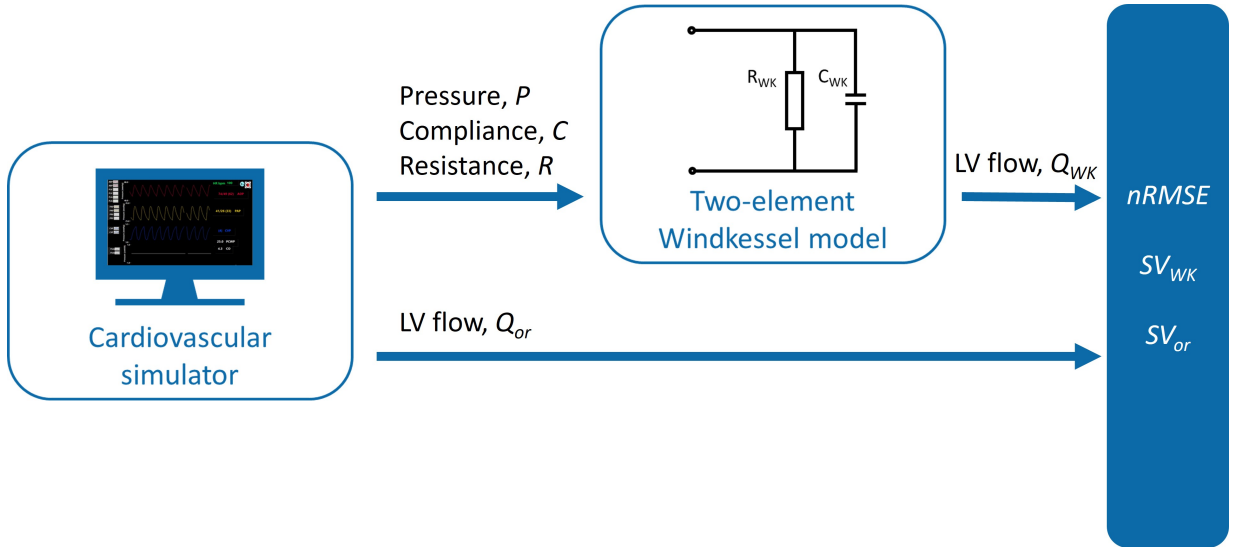 Pressure, P
Compliance, C
Resistance, R
R_WK
C_WK
Two-element
Windkessel model
LV flow, Q_WK
Cardiovascular
simulator
LV flow, Q_or
nRMSE
SV_WK
SV_or